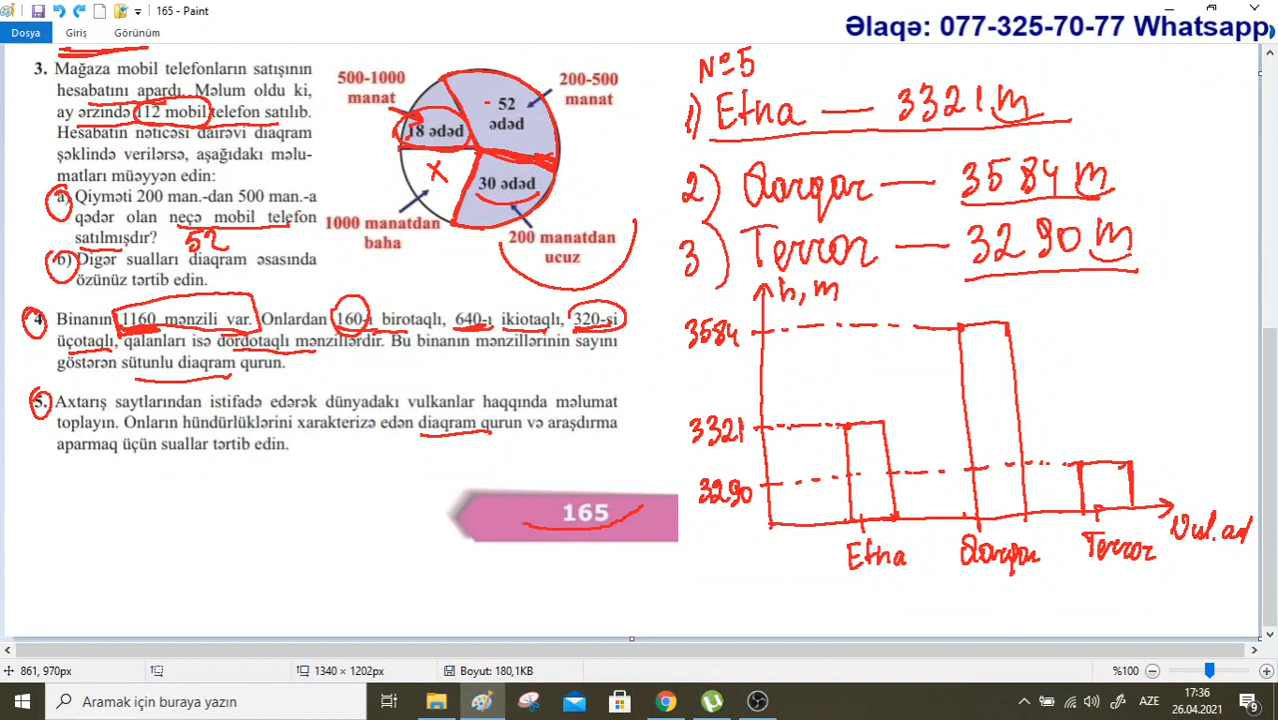 165 - Paint
Dosya
Giriş
Görünüm
Əlaqə: 077-325-70-77 Whatsapp
3. Mağaza mobil telefonların satışının
hesabatını apardı. Məlum oldu ki,
ay ərzində 112 mobil telefon satılıb.
Hesabatın nəticəsi dairəvi diaqram
şəklində verilərsə, aşağıdakı məlu-
matları müəyyən edin:
a) Qiyməti 200 man.-dan 500 man.-a
qədər olan neçə mobil telefon
satılmışdır? 52
b) Digər sualları diaqram əsasında
özünüz tərtib edin.
500-1000
manat
200-500
manat
52
ədəd
18 ədəd
X
30 ədəd
1000 manatdan
baha
200 manatdan
ucuz
4. Binanın 1160 mənzili var. Onlardan 160-ı birotaqlı, 640-ı ikiotaqlı, 320-si
üçotaqlı, qalanları isə dördotaqlı mənzillərdir. Bu binanın mənzillərinin sayını
göstərən sütunlu diaqram qurun.
5. Axtarış saytlarından istifadə edərək dünyadakı vulkanlar haqqında məlumat
toplayın. Onların hündürlüklərini xarakterizə edən diaqram qurun və araşdırma
aparmaq üçün suallar tərtib edin.
165
№5
1) Etna — 3321 m
2) Qorqor — 3584 m
3) Terror — 3290 m
h, m
3584
3321
3290
Etna
Qorqor
Terror
Vul. ad
861, 970px
1340 × 1202px
Boyut: 180,1KB
%100
Aramak için buraya yazın
AZE
17:36
26.04.2021
9